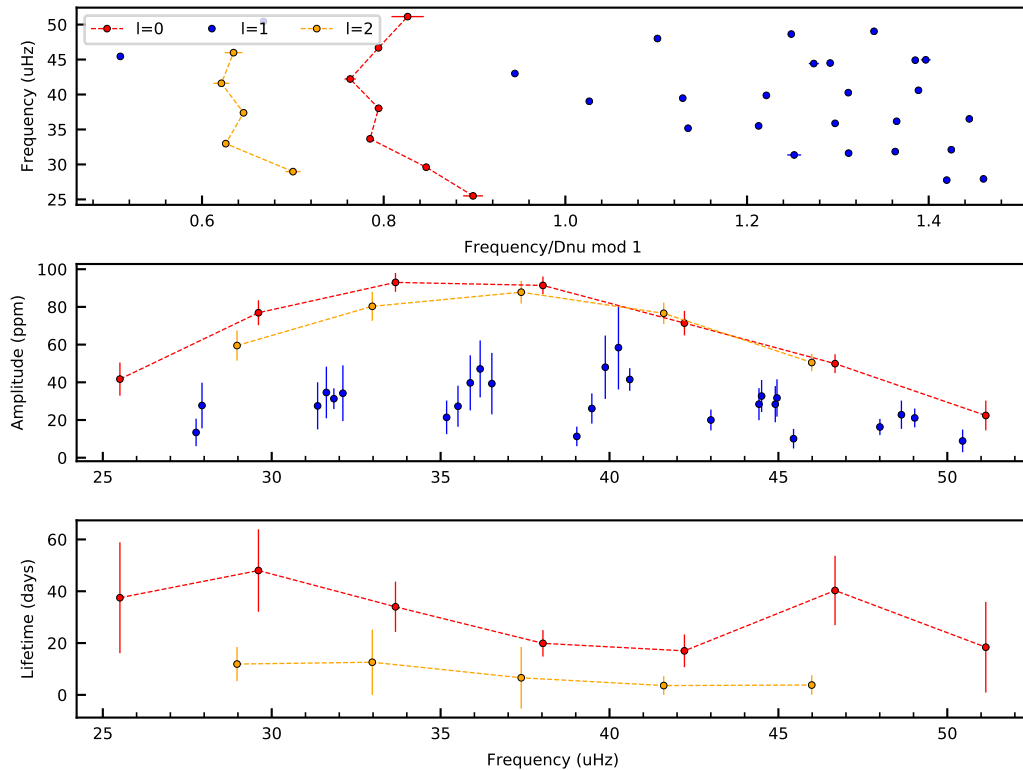 50
45
40
35
30
25
Frequency (uHz)
l=0 l=1 l=2
0.6 0.8 1.0 1.2 1.4
Frequency/Dnu mod 1
100
80
60
40
20
0
Amplitude (ppm)
25 30 35 40 45 50
60
40
20
0
Lifetime (days)
25 30 35 40 45 50
Frequency (uHz)